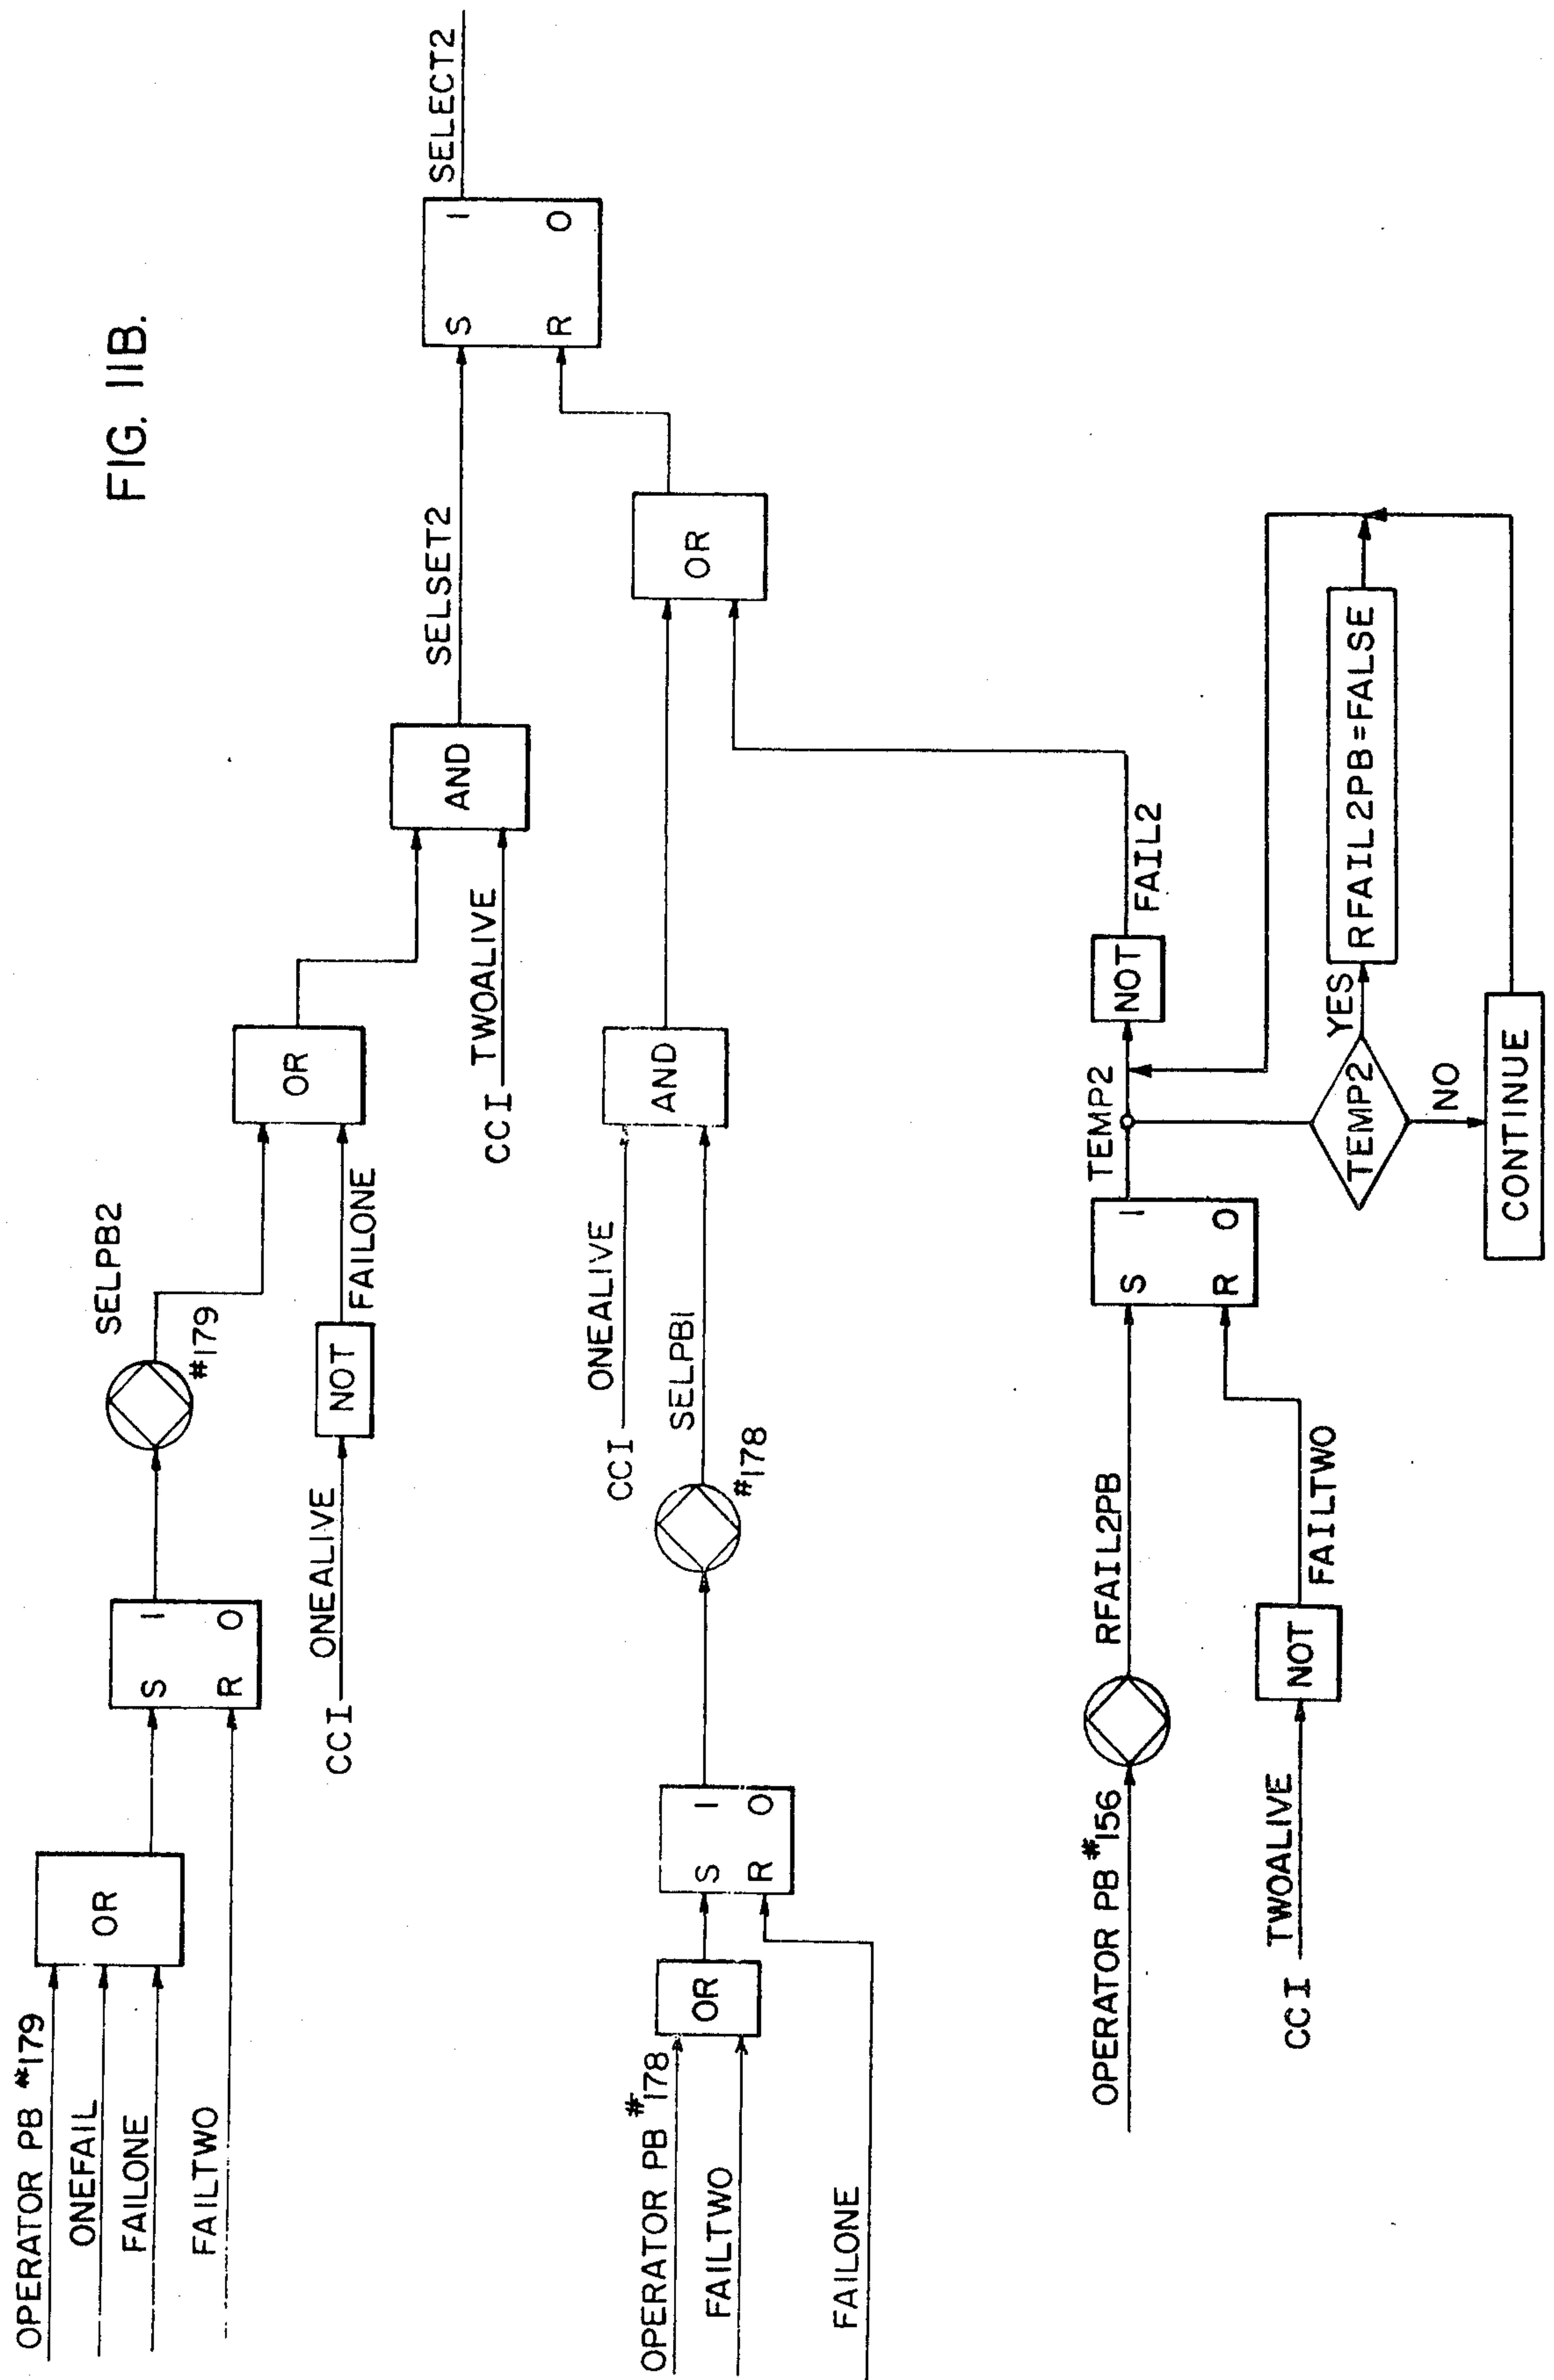 FIG. 11B.
OPERATOR PB #179
ONEFAIL
FAILONE
FAILTWO
OR
S 1
R 0
SELPB2
#179
CCI ONEALIVE
NOT
FAILONE
OR
CCI TWOALIVE
AND
SELSET2
S 1
R 0
SELECT2
OPERATOR PB #178
FAILTWO
FAILONE
OR
S 1
R 0
#178
SELPB1
CCI ONEALIVE
AND
OR
OPERATOR PB #156
RFAIL2PB
CCI TWOALIVE
NOT
FAILTWO
S 1
R 0
TEMP2
NOT
FAIL2
TEMP2
YES
RFAIL2PB=FALSE
NO
CONTINUE